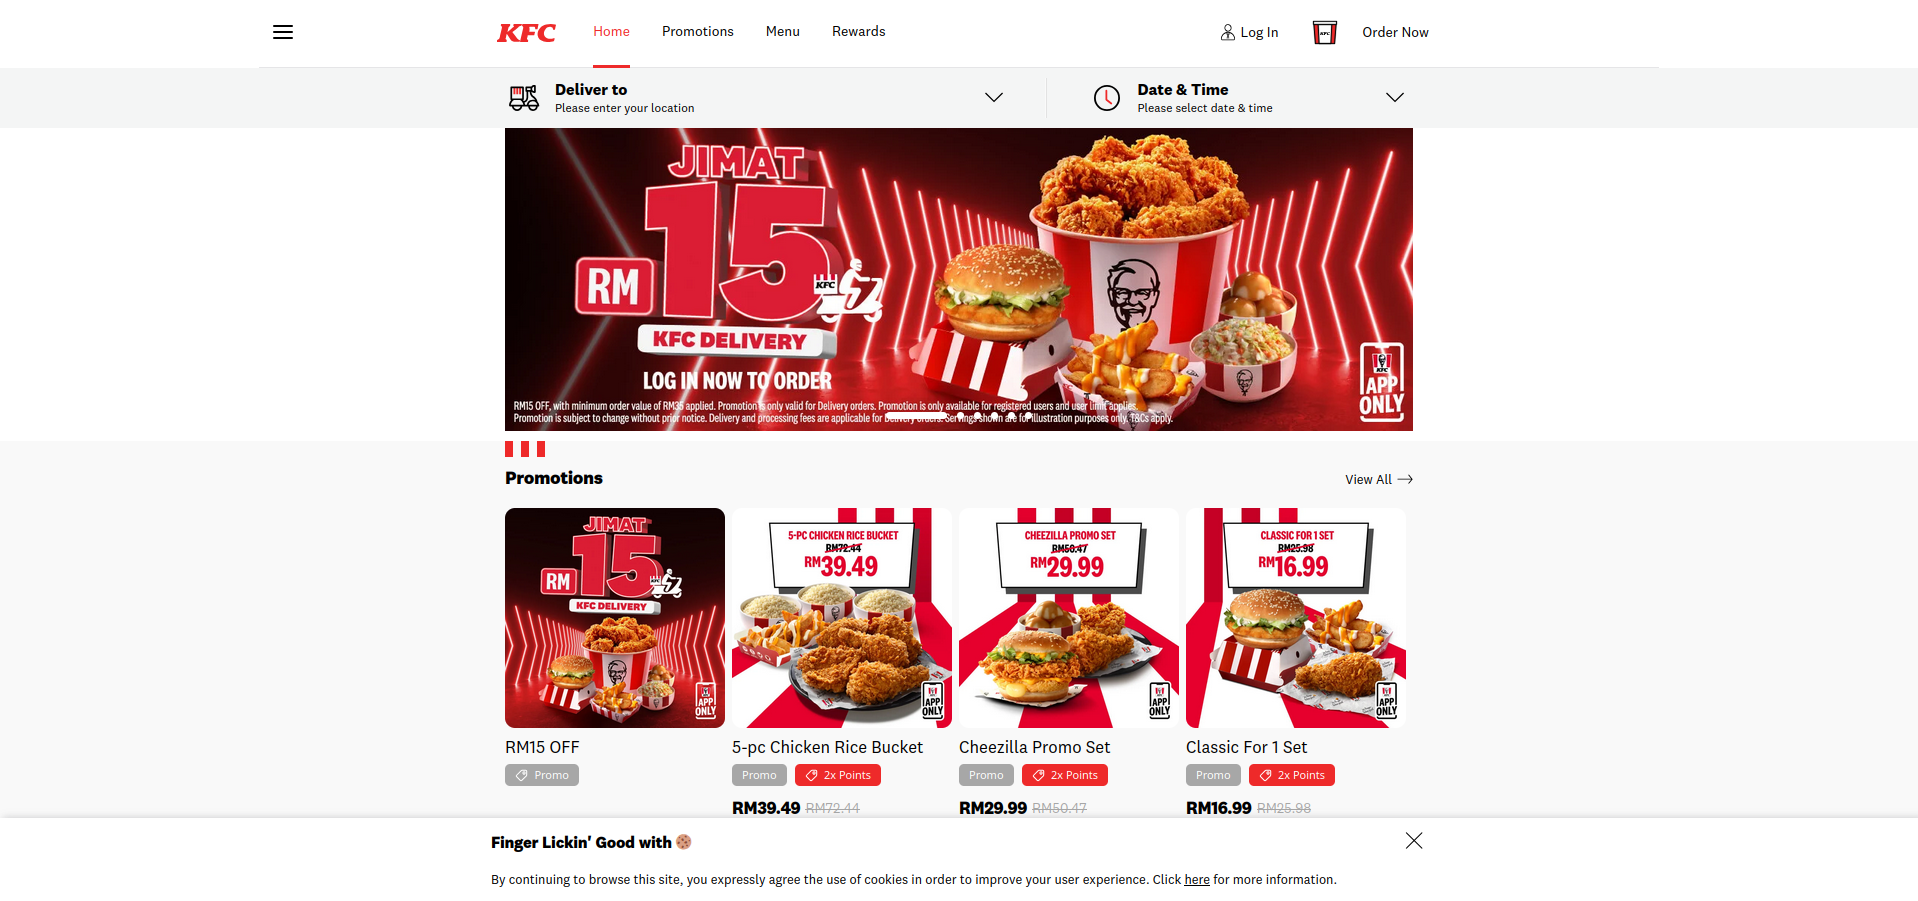 KFC
Home
Promotions
Menu
Rewards
Log In
KFC
Order Now
Deliver to
Please enter your location
Date & Time
Please select date & time
JIMAT
RM 15
KFC
KFC DELIVERY
LOG IN NOW TO ORDER
RM15 OFF, with minimum order value of RM35 applied. Promotion is only valid for Delivery orders. Promotion is only available for registered users and user limit applies.
Promotion is subject to change without prior notice. Delivery and processing fees are applicable for Delivery orders. Servings shown are for illustration purposes only. T&Cs apply.
KFC
APP
ONLY
Promotions
View All
JIMAT
RM 15
KFC DELIVERY
APP
ONLY
5-PC CHICKEN RICE BUCKET
RM72.44
RM39.49
APP
ONLY
CHEEZILLA PROMO SET
RM50.47
RM29.99
APP
ONLY
CLASSIC FOR 1 SET
RM25.98
RM16.99
APP
ONLY
RM15 OFF
Promo
5-pc Chicken Rice Bucket
Promo
2x Points
RM39.49 RM72.44
Cheezilla Promo Set
Promo
2x Points
RM29.99 RM50.47
Classic For 1 Set
Promo
2x Points
RM16.99 RM25.98
Finger Lickin' Good with
By continuing to browse this site, you expressly agree the use of cookies in order to improve your user experience. Click here for more information.